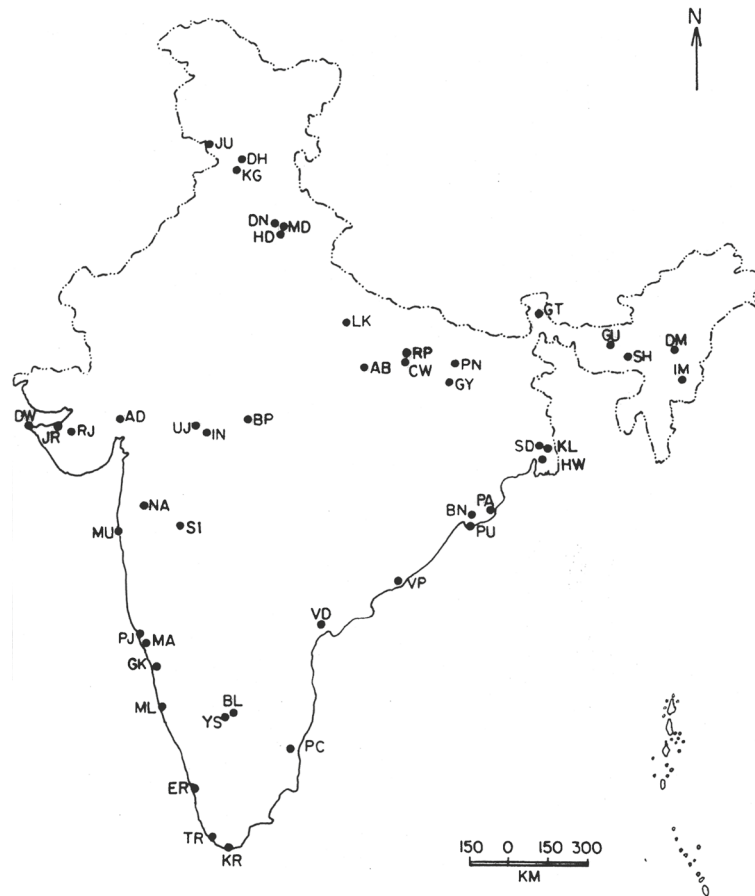 N
JU
DH
KG
DN
MD
HD
GT
LK
GU
DM
RP
SH
AB
CW
PN
IM
GY
DW
JR
RJ
AD
UJ
IN
BP
SD
KL
HW
NA
PA
BN
SI
MU
PU
VP
VD
PJ
MA
GK
ML
BL
YS
PC
ER
TR
KR
150 0 150 300
KM